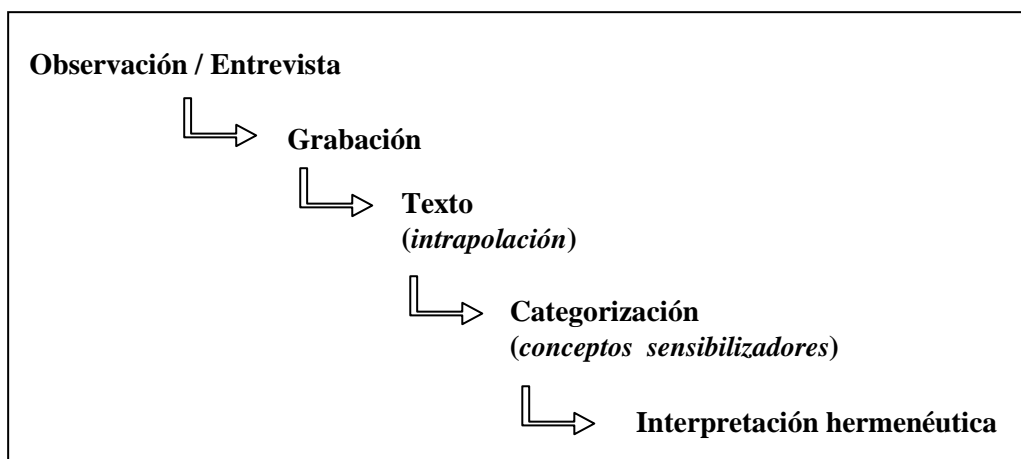 Observación / Entrevista
Grabación
Texto
(intrapolación)
Categorización
(conceptos sensibilizadores)
Interpretación hermenéutica